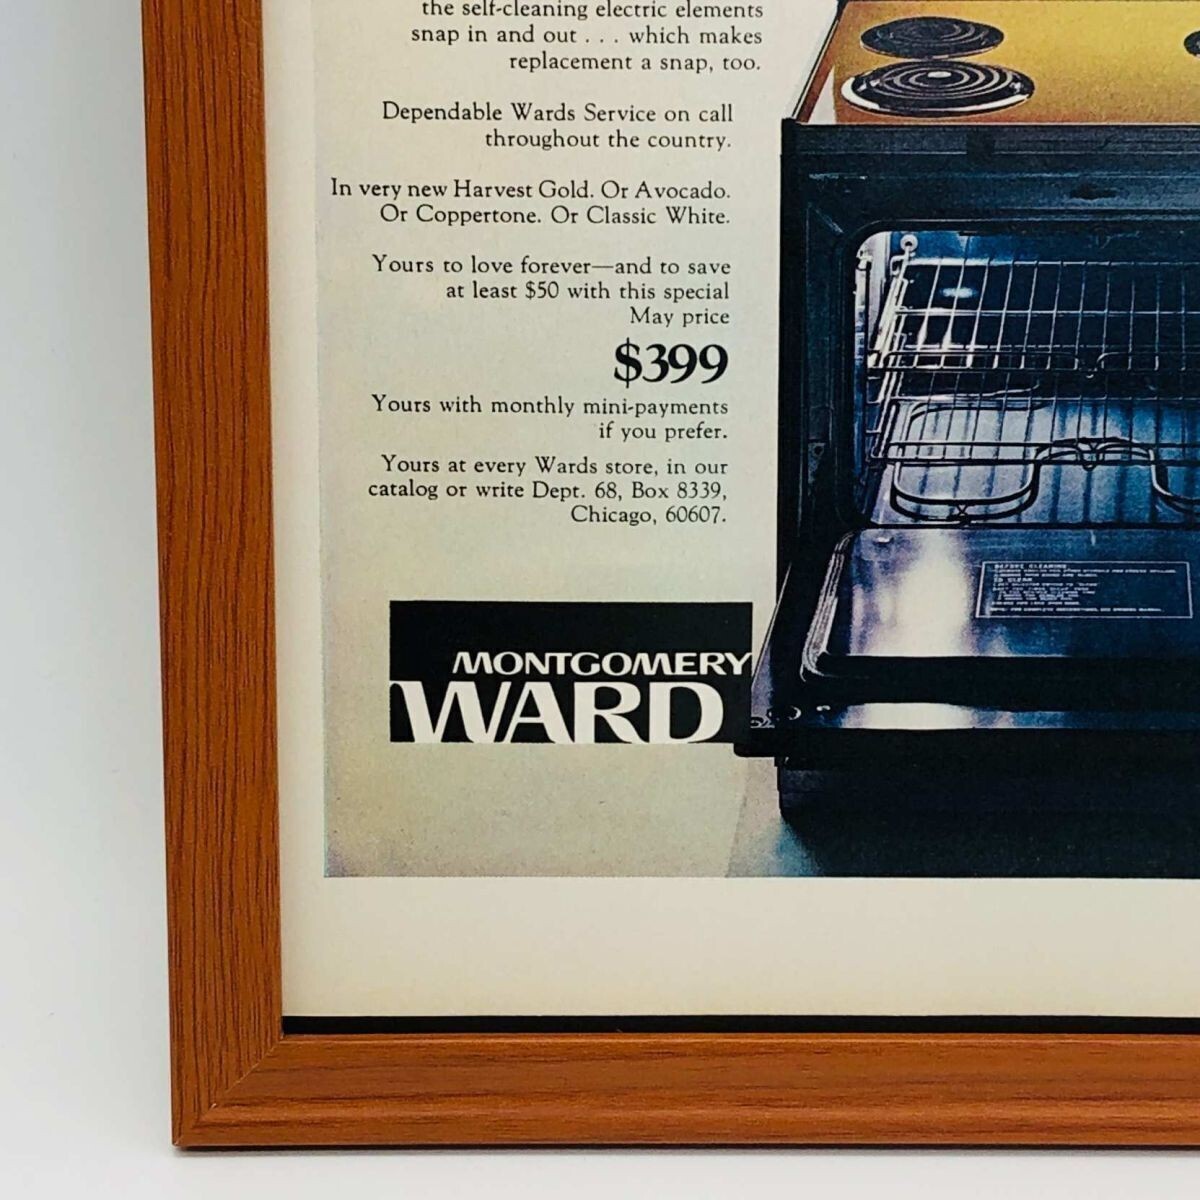 the self-cleaning electric elements
snap in and out . . . which makes
replacement a snap, too.
Dependable Wards Service on call
throughout the country.
In very new Harvest Gold. Or Avocado.
Or Coppertone. Or Classic White.
Yours to love forever—and to save
at least $50 with this special
May price
$399
Yours with monthly mini-payments
if you prefer.
Yours at every Wards store, in our
catalog or write Dept. 68, Box 8339,
Chicago, 60607.
MONTGOMERY
WARD
BEFORE CLEANING
TO CLEAN